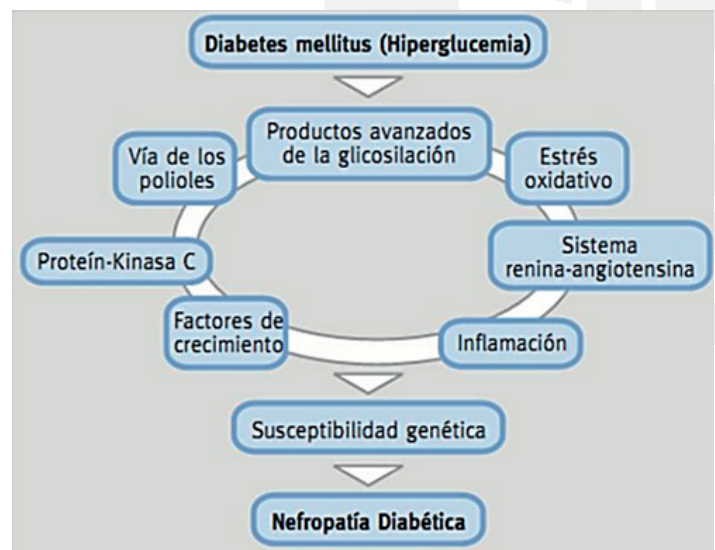 Diabetes mellitus (Hiperglucemia)
Productos avanzados
de la glicosilación
Vía de los
polioles
Estrés
oxidativo
Proteín-Kinasa C
Sistema
renina-angiotensina
Factores de
crecimiento
Inflamación
Susceptibilidad genética
Nefropatía Diabética